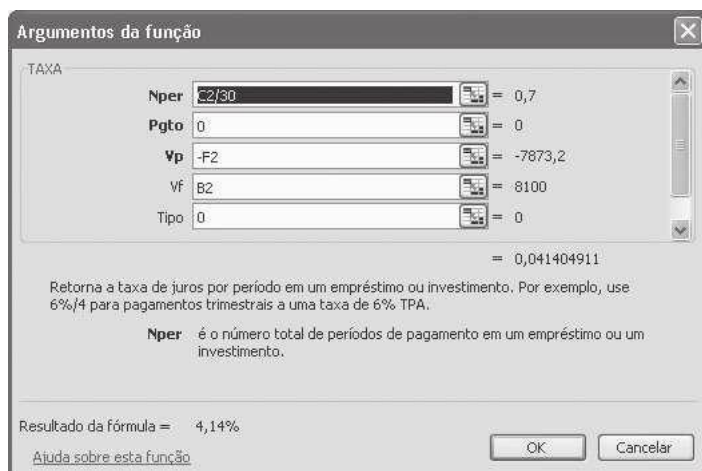 Argumentos da função
TAXA
Nper C2/30 = 0,7
Pgto 0 = 0
Vp -F2 = -7873,2
Vf B2 = 8100
Tipo 0 = 0
= 0,041404911
Retorna a taxa de juros por período em um empréstimo ou investimento. Por exemplo, use
6%/4 para pagamentos trimestrais a uma taxa de 6% TPA.
Nper é o número total de períodos de pagamento em um empréstimo ou um
investimento.
Resultado da fórmula = 4,14%
Ajuda sobre esta função
OK Cancelar